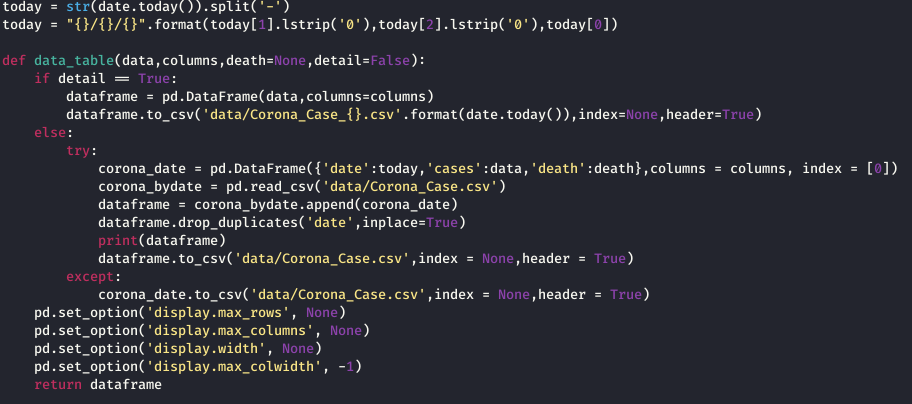 today = str(date.today()).split('-')
today = "{}/{}/{}".format(today[1].lstrip('0'),today[2].lstrip('0'),today[0])

def data_table(data,columns,death=None,detail=False):
    if detail == True:
        dataframe = pd.DataFrame(data,columns=columns)
        dataframe.to_csv('data/Corona_Case_{}.csv'.format(date.today()),index=None,header=True)
    else:
        try:
            corona_date = pd.DataFrame({'date':today,'cases':data,'death':death},columns = columns, index = [0])
            corona_bydate = pd.read_csv('data/Corona_Case.csv')
            dataframe = corona_bydate.append(corona_date)
            dataframe.drop_duplicates('date',inplace=True)
            print(dataframe)
            dataframe.to_csv('data/Corona_Case.csv',index = None,header = True)
        except:
            corona_date.to_csv('data/Corona_Case.csv',index = None,header = True)
    pd.set_option('display.max_rows', None)
    pd.set_option('display.max_columns', None)
    pd.set_option('display.width', None)
    pd.set_option('display.max_colwidth', -1)
    return dataframe